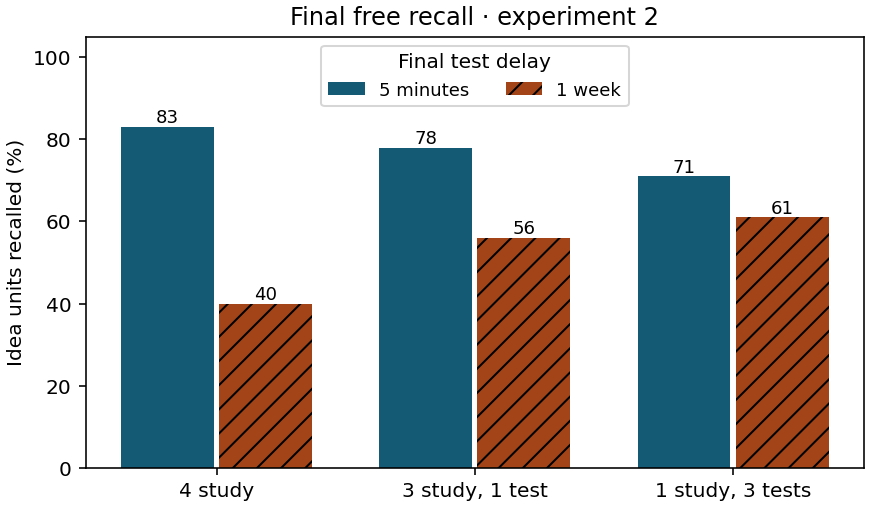 Final free recall · experiment 2
Idea units recalled (%)
100
80
60
40
20
0
Final test delay
5 minutes 1 week
83
40
78
56
71
61
4 study
3 study, 1 test
1 study, 3 tests